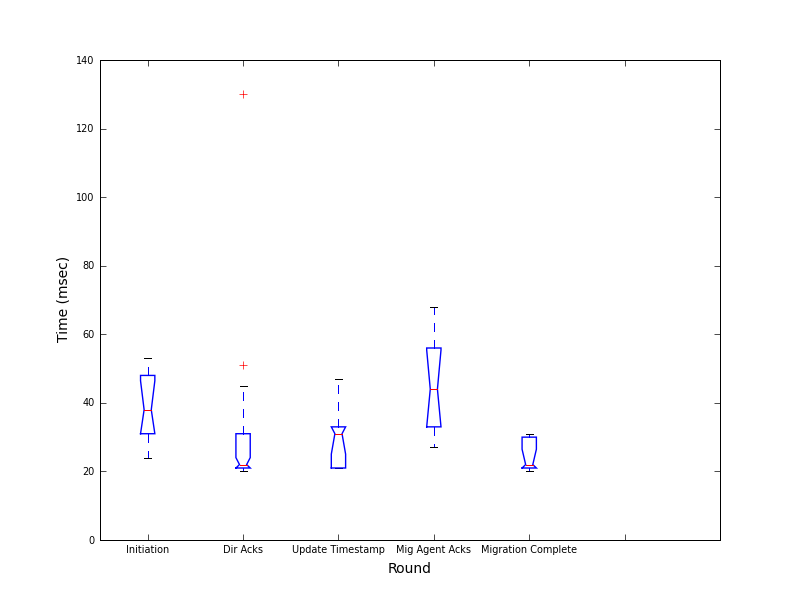 140
120
100
80
60
40
20
0
Time (msec)
Initiation Dir Acks Update Timestamp Mig Agent Acks Migration Complete
Round